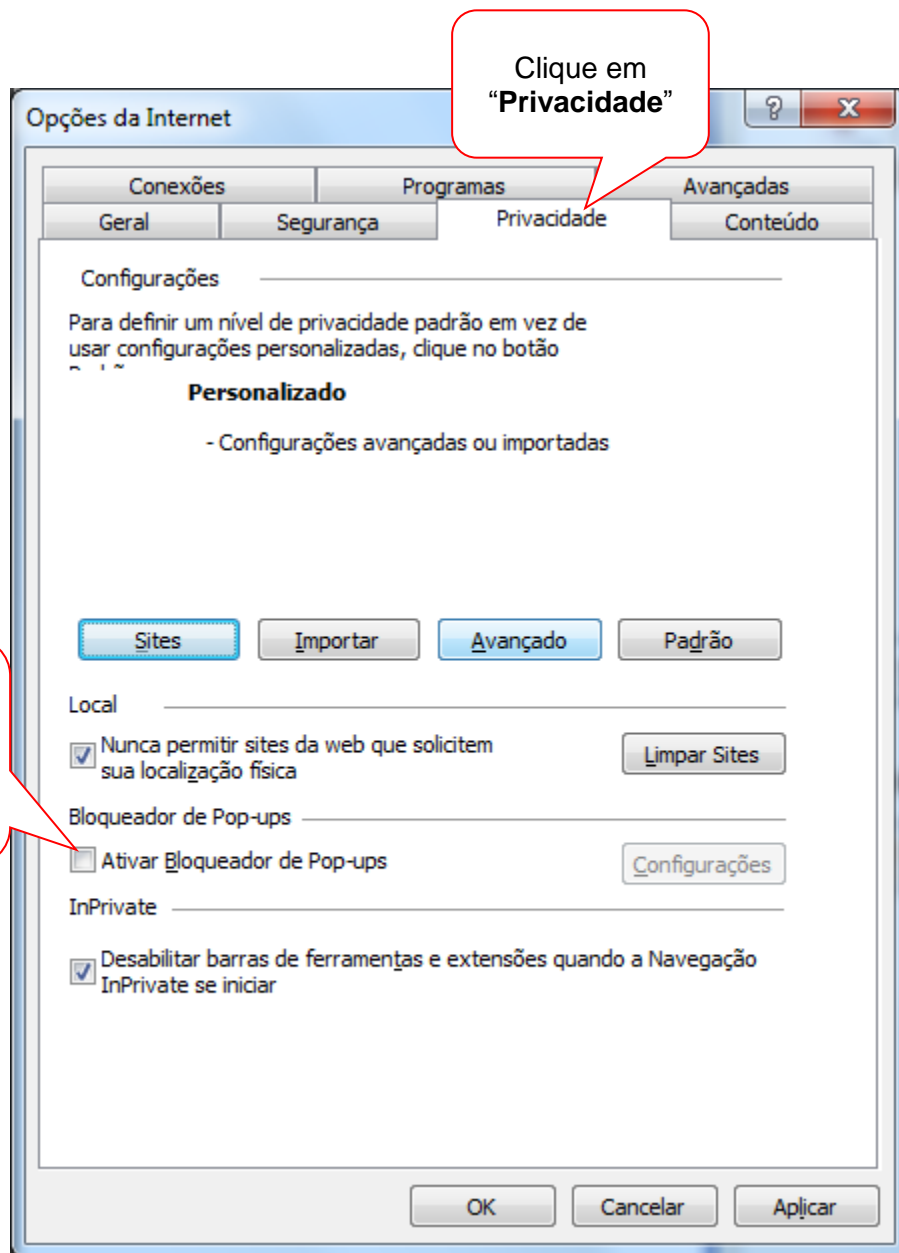 Clique em
“Privacidade”
Opções da Internet
Conexões Programas Avançadas
Geral Segurança Privacidade Conteúdo
Configurações
Para definir um nível de privacidade padrão em vez de
usar configurações personalizadas, clique no botão
Personalizado
- Configurações avançadas ou importadas
Sites Importar Avançado Padrão
Local
Nunca permitir sites da web que solicitem
sua localização física
Limpar Sites
Bloqueador de Pop-ups
Ativar Bloqueador de Pop-ups
Configurações
InPrivate
Desabilitar barras de ferramentas e extensões quando a Navegação
InPrivate se iniciar
OK Cancelar Aplicar